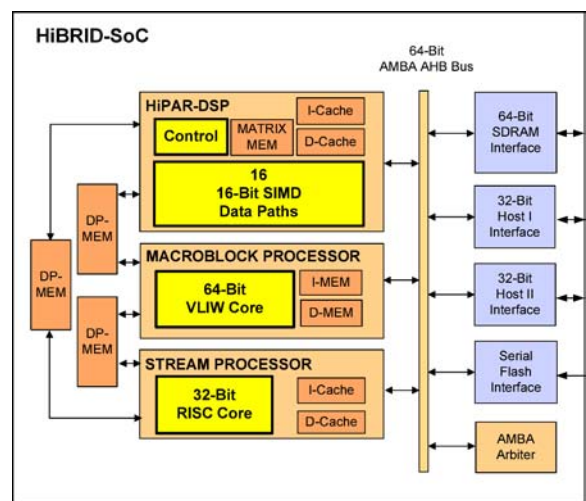 HiBRID-SoC
64-Bit
AMBA AHB Bus
HiPAR-DSP
I-Cache
Control
MATRIX
MEM
D-Cache
16
16-Bit SIMD
Data Paths
64-Bit
SDRAM
Interface
32-Bit
Host I
Interface
DP-
MEM
DP-
MEM
DP-
MEM
MACROBLOCK PROCESSOR
64-Bit
VLIW Core
I-MEM
D-MEM
32-Bit
Host II
Interface
STREAM PROCESSOR
32-Bit
RISC Core
I-Cache
D-Cache
Serial
Flash
Interface
AMBA
Arbiter